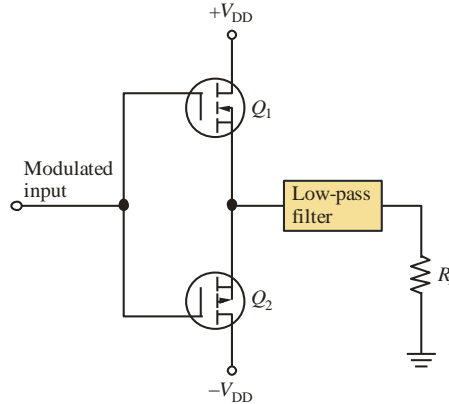 +VDD
Q1
Modulated
input
Low-pass
filter
R
Q2
−VDD